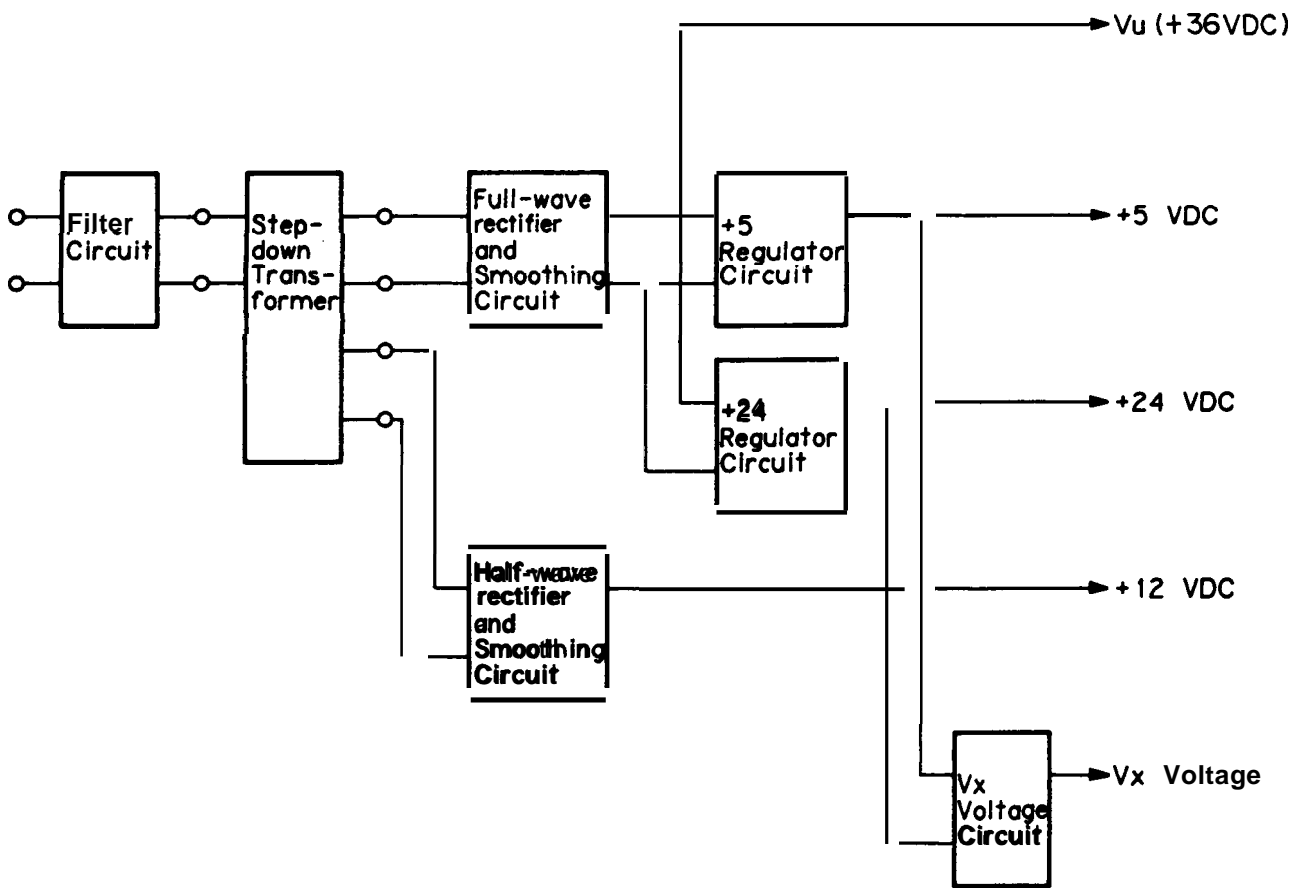 Vu (+36VDC)
Filter
Circuit
Step-
down
Trans-
former
Full-wave
rectifier
and
Smoothing
Circuit
+5
Regulator
Circuit
+5 VDC
+24
Regulator
Circuit
+24 VDC
Half-wave
rectifier
and
Smoothing
Circuit
+12 VDC
Vx
Voltage
Circuit
Vx Voltage